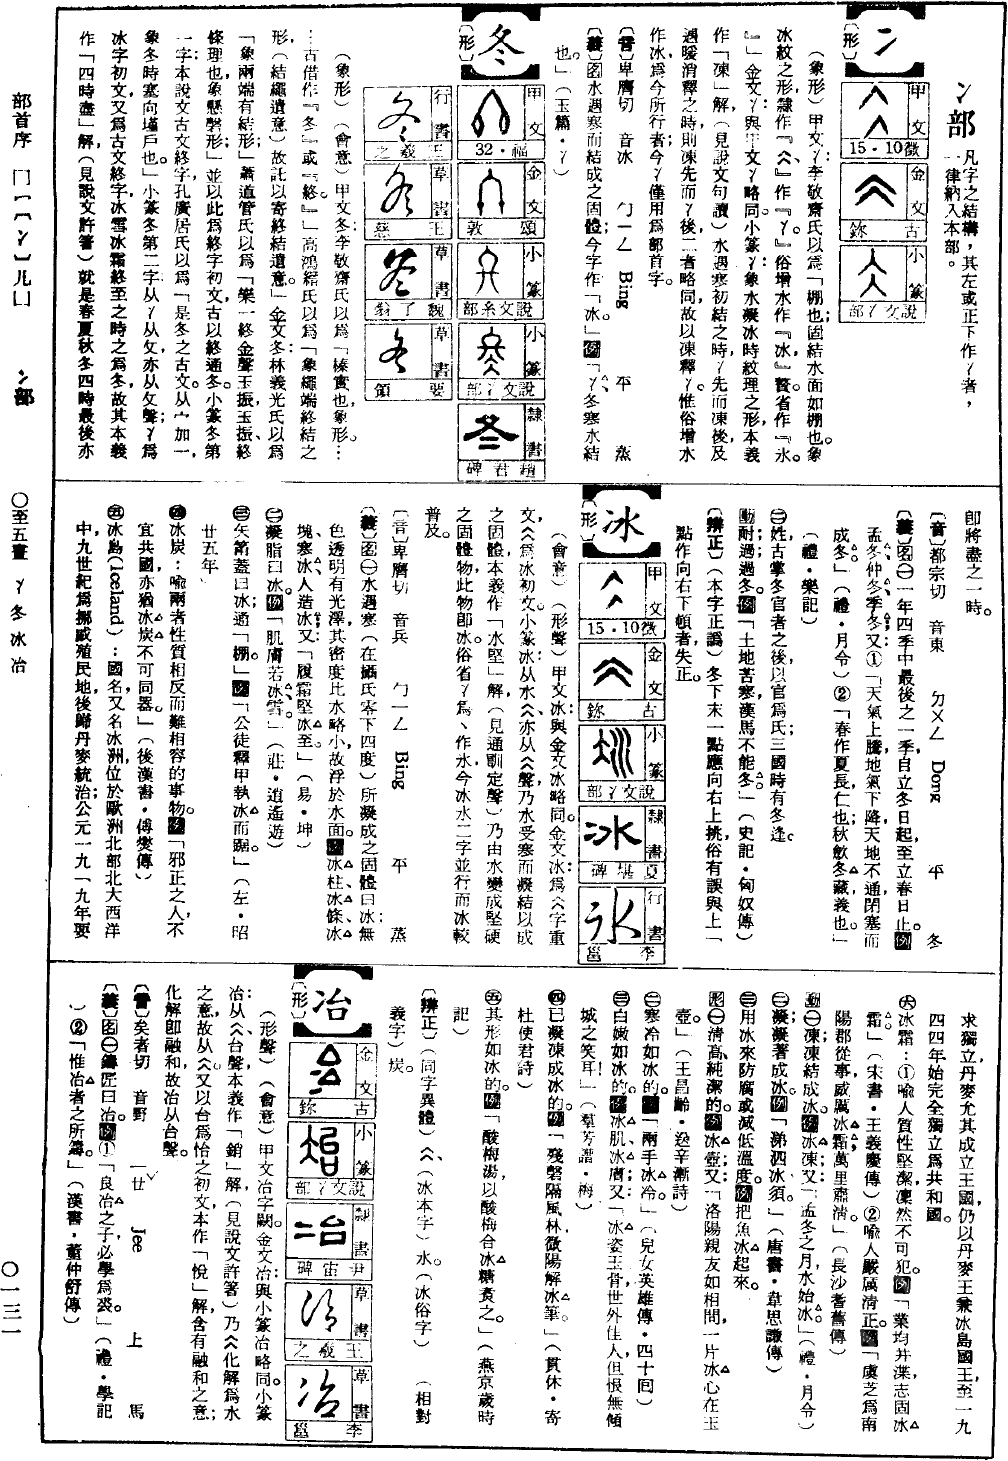 冫部 凡字之結構，其左或正下作冫者，
一律納入本部。
冫
〔形〕
甲文 15·10徵
金文 古鉨
小篆 說文冫部
（象形）甲文冫：李敬齋氏以為「棚也；固結水面如棚也。象
冰紋之形隸作『仌』作『冫。』俗增水作『冰，』贅。省作『氷。
』」金文冫：與甲文冫略同。小篆冫：象水凝冰時紋理之形，本義
作「凍」解，（見說文句讀）水遇寒初結之時，冫先而凍後，及
遇暖消釋之時則凍先而冫後，二者略同，故以凍釋冫。惟俗增水
作冰，為今所行者；今冫僅用為部首字。
〔音〕卑膺切 音冰 ㄅㄧㄥ Bing 平 蒸
〔義〕名水遇寒而結成之固體；今字作「冰。」例「冫、冬寒水結
也。」（玉篇·冫）
冬
〔形〕
甲文 福·32
金文 頌敦
小篆 說文糸部
小篆 說文冫部
隸書 趙君碑
行書 王羲之
草書 王慈
草書 魏了翁
草書 要領
（象形）（會意）甲文冬：李敬齋氏以為「榛實也，象形。…
…古借作『冬』或『終。』」高鴻縉氏以為「象繩端終結之
形，（結繩遺意）故託以寄終結遺意。」金文冬：林義光氏以為
「象兩端有結形；」蕭道管氏以為「樂一終，金聲玉振，玉振、終
條理也，象懸磬形；」並以此為終字初文，古以終通冬。小篆冬第
一字：本說文古文終字，孔廣居氏以為「是冬之古文。从宀加一，
象冬時塞向墐戶也。」小篆冬第二字从冫从夂，亦从夂聲，冫為
冰字初文，又為古文終字，冰雪冰霜終至之時之為冬，故其本義
作「四時盡」解，（見說文許箸）就是春夏秋冬四時最後亦
即將盡之一時。
〔音〕都宗切 音東 ㄉㄨㄥ Dong 平 冬
〔義〕名㊀一年四季中最後之一季，自立冬日起至立春日止。例
孟冬、仲冬、季冬。又：①「天氣上騰，地氣下降，天地不通，閉塞而
成冬。」（禮·月令）②「春作夏長，仁也；秋斂冬藏，義也。」
（禮·樂記）
㊁姓，古掌冬官者之後，以官為氏；三國時有冬逢。
動耐過；過冬。例「土地苦寒，漢馬不能冬。」（史記·匈奴傳）
〔辨正〕（本字正譌）冬下末一點應向右上挑，俗有誤與上一
點作向右下頓者，失正。
冰
〔形〕
甲文 15·10徵
金文 古鉨
小篆 說文冫部
隸書 夏堪碑
行書 李邕
（會意）（形聲）甲文冰：與金文冰略同。金文冰：為仌字重
文，仌為冰初文。小篆冰：从水、仌，亦从仌聲，乃水受寒而凝結以成
之固體，本義作「水堅」解，（見通訓定聲）乃由水變成堅硬
之固體物，此物即冰。俗省冫為丶作氷；今冰氷二字並行而冰較
普及。
〔音〕卑膺切 音兵 ㄅㄧㄥ Bing 平 蒸
〔義〕名㊀水遇寒（在攝氏零下四度）所凝成之固體曰冰；無
色透明有光澤，其密度比水略小，故浮於水面。例冰柱、冰條、冰
塊、寒冰、人造冰。又：「履霜堅冰至。」（易·坤）
㊁凝脂曰冰。例「肌膚若冰雪。」（莊·逍遙遊）
㊂矢筩蓋曰冰；通「棚。」例「公徒釋甲執冰而踞。」（左·昭
廿五年）
㊃冰炭：喻兩者性質相反而難相容的事物。例「邪正之人，不
宜共國，亦猶冰炭不可同器。」（後漢書·傅燮傳）
㊄冰島(Iceland)：國名，又名冰洲，位於歐洲北部北大西洋
中，九世紀為挪威殖民地，後歸丹麥統治，公元一九一九年要
求獨立，丹麥允其成立王國，仍以丹麥王兼冰島國王，至一九
四四年始完全獨立為共和國。
㊅冰霜：①喻人質性堅潔，凜然不可犯。例「業均井渫，志固冰
霜。」（宋書·王義慶傳）②喻人嚴厲清正。例「虞芝為南
陽郡從事，威厲冰霜，萬里肅清。」（長沙耆舊傳）
動㊀凍；凍結成冰。例冰凍。又：「孟冬之月，水始冰。」（禮·月令）
㊁凝；凝著成冰。例「涕泗冰須。」（唐書·韋思謙傳）
㊂用冰來防腐或減低溫度。例把魚冰起來。
形㊀清高，純潔的。例冰壺。又：「洛陽親友如相問，一片冰心在玉
壺。」（王昌齡·送辛漸詩）
㊁寒冷如冰的。例「兩手冰冷。」（兒女英雄傳·四十回）
㊂白嫩如冰的。例冰肌、冰膚。又：「冰姿玉骨，世外佳人，但恨無傾
城之笑耳！」（羣芳譜·梅）
㊃已凝凍成冰的。例「殘磬隔風林，微陽解冰筆。」（貫休·寄
杜使君詩）
㊄其形如冰的。例「酸梅湯以酸梅合冰糖煮之。」（燕京歲時
記）
〔辨正〕（同字異體）仌、（冰本字）氷。（冰俗字） （相對
義字）炭。
冶
〔形〕
金文 古鉨
小篆 說文冫部
隸書 尹宙碑
草書 王羲之
草書 李邕
（形聲）（會意）甲文冶字闕。金文冶：與小篆冶略同。小篆
冶：从仌，台聲，本義作「銷」解，（見說文許箸）乃仌化解為水
之意，故从仌。又以台為怡之初文，本作「悅」解，含有融和之意；
化解即融和，故冶从台聲。
〔音〕矣者切 音野 ㄧㄝˇ Jee 上 馬
〔義〕名㊀鑄匠曰冶。例①「良冶之子，必學為裘。」（禮·學記
）②「惟冶者之所鑄。」（漢書·董仲舒傳）
部首序 冂冖冫几凵 冫部
○至五畫 冫冬冰冶
○一三一